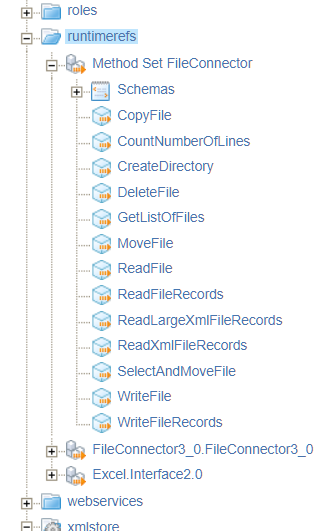 roles
runtimerefs
Method Set FileConnector
Schemas
CopyFile
CountNumberOfLines
CreateDirectory
DeleteFile
GetListOfFiles
MoveFile
ReadFile
ReadFileRecords
ReadLargeXmlFileRecords
ReadXmlFileRecords
SelectAndMoveFile
WriteFile
WriteFileRecords
FileConnector3_0.FileConnector3_0
Excel.Interface2.0
webservices
xmlstore